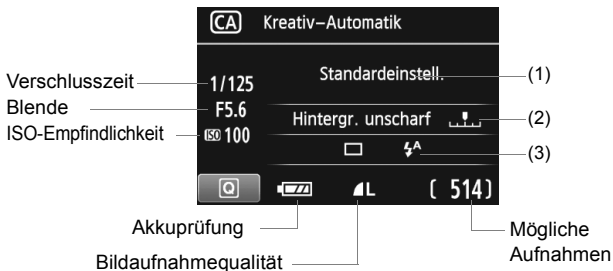 CA Kreativ-Automatik
Verschlusszeit 1/125 Standardeinstell. (1)
Blende F5.6 Hintergr. unscharf (2)
ISO-Empfindlichkeit ISO 100 A (3)
Q L [ 514]
Akkuprüfung Mögliche
Bildaufnahmequalität Aufnahmen